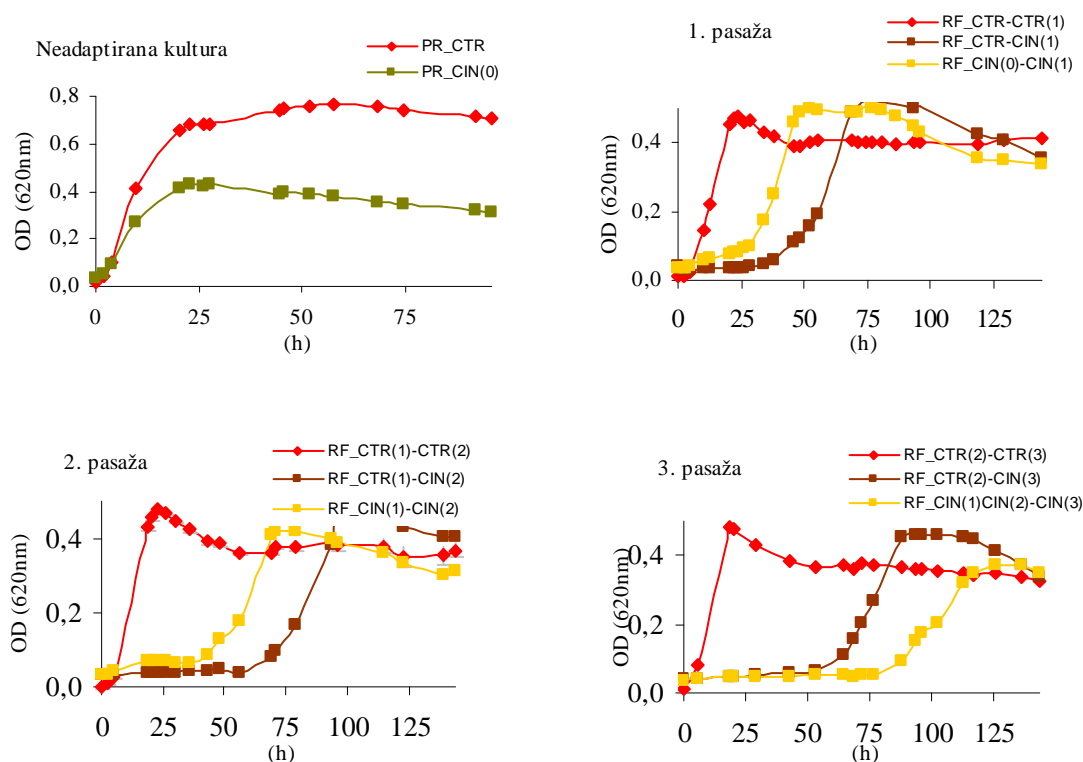 Neadaptirana kultura
PR_CTR
PR_CIN(0)
0,8
0,6
0,4
0,2
0,0
OD (620nm)
0 25 50 75
(h)
1. pasaža
RF_CTR-CTR(1)
RF_CTR-CIN(1)
RF_CIN(0)-CIN(1)
0,4
0,2
0,0
OD (620nm)
0 25 50 75 100 125
(h)
2. pasaža
RF_CTR(1)-CTR(2)
RF_CTR(1)-CIN(2)
RF_CIN(1)-CIN(2)
0,4
0,2
0,0
OD (620nm)
0 25 50 75 100 125
(h)
3. pasaža
RF_CTR(2)-CTR(3)
RF_CTR(2)-CIN(3)
RF_CIN(1)CIN(2)-CIN(3)
0,4
0,2
0,0
OD (620nm)
0 25 50 75 100 125
(h)